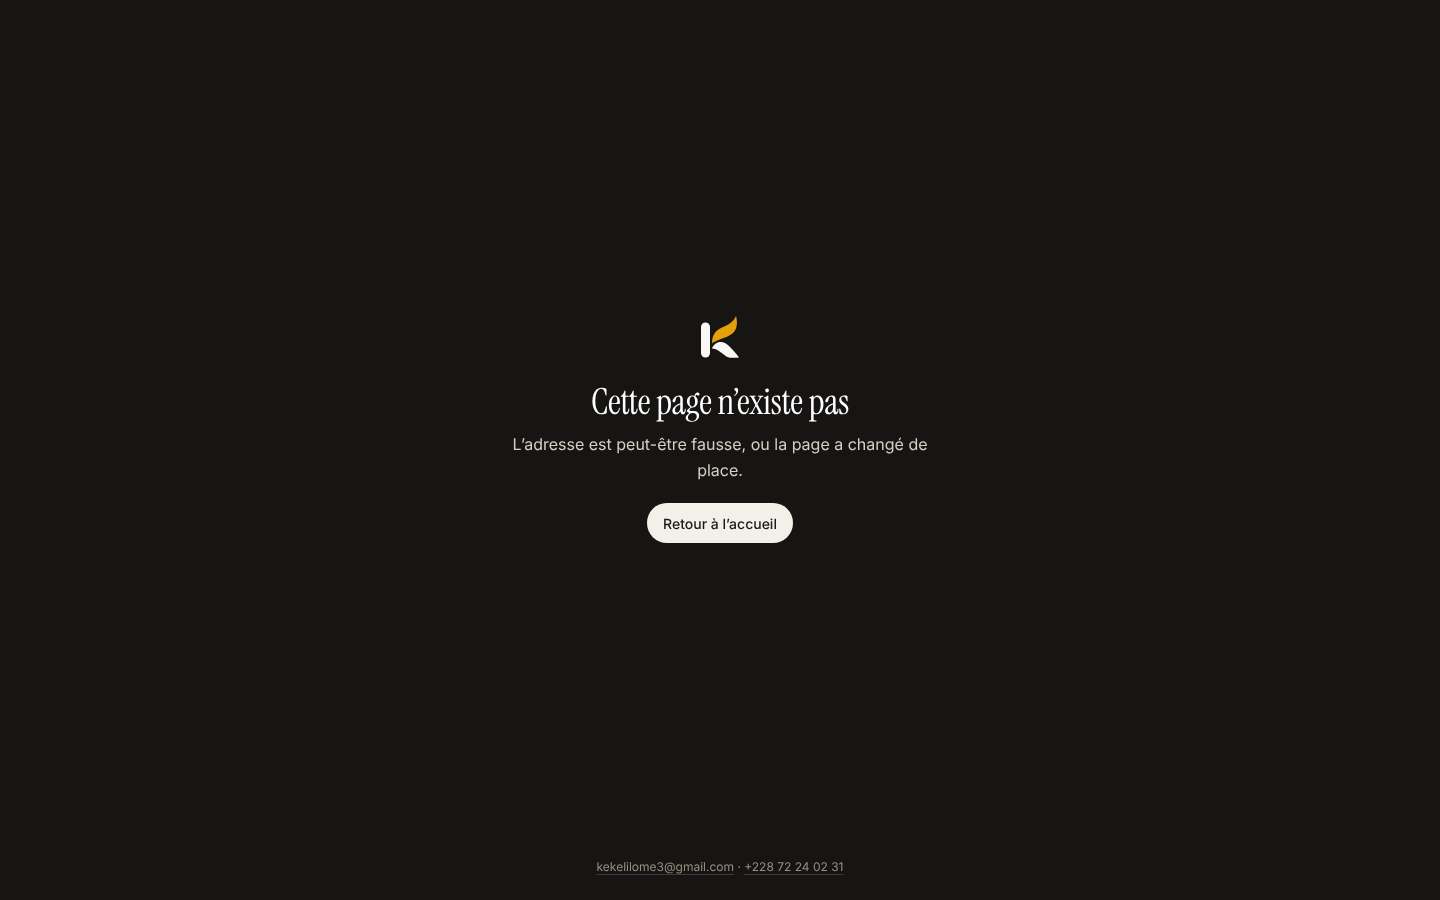 Cette page n’existe pas
L’adresse est peut-être fausse, ou la page a changé de
place.
Retour à l’accueil
kekelilome3@gmail.com · +228 72 24 02 31